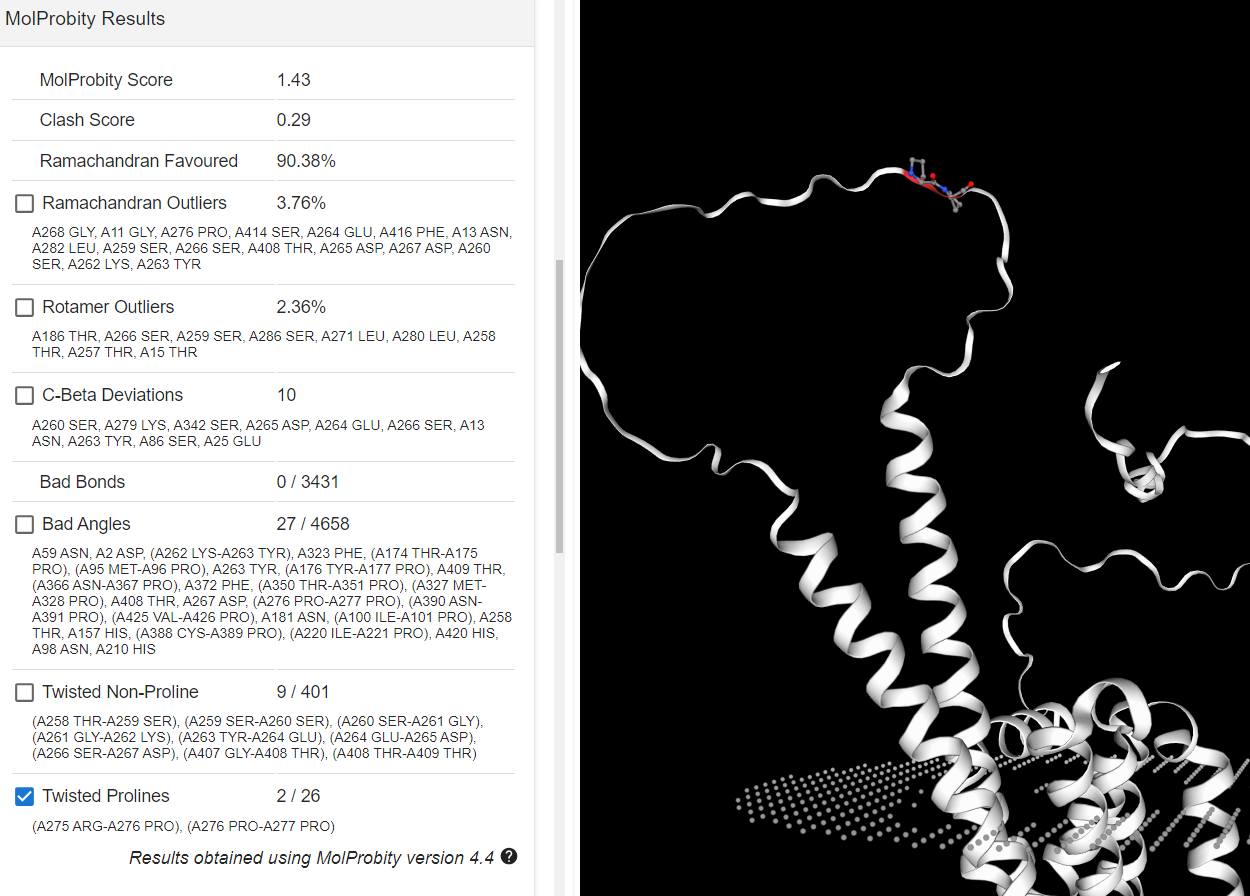 MolProbity Results
MolProbity Score 1.43
Clash Score 0.29
Ramachandran Favoured 90.38%
Ramachandran Outliers 3.76%
A268 GLY, A11 GLY, A276 PRO, A414 SER, A264 GLU, A416 PHE, A13 ASN,
A282 LEU, A259 SER, A266 SER, A408 THR, A265 ASP, A267 ASP, A260
SER, A262 LYS, A263 TYR
Rotamer Outliers 2.36%
A186 THR, A266 SER, A259 SER, A286 SER, A271 LEU, A280 LEU, A258
THR, A257 THR, A15 THR
C-Beta Deviations 10
A260 SER, A279 LYS, A342 SER, A265 ASP, A264 GLU, A266 SER, A13
ASN, A263 TYR, A86 SER, A25 GLU
Bad Bonds 0 / 3431
Bad Angles 27 / 4658
A59 ASN, A2 ASP, (A262 LYS-A263 TYR), A323 PHE, (A174 THR-A175
PRO), (A95 MET-A96 PRO), A263 TYR, (A176 TYR-A177 PRO), A409 THR,
(A366 ASN-A367 PRO), A372 PHE, (A350 THR-A351 PRO), (A327 MET-
A328 PRO), A408 THR, A267 ASP, (A276 PRO-A277 PRO), (A390 ASN-
A391 PRO), (A425 VAL-A426 PRO), A181 ASN, (A100 ILE-A101 PRO), A258
THR, A157 HIS, (A388 CYS-A389 PRO), (A220 ILE-A221 PRO), A420 HIS,
A98 ASN, A210 HIS
Twisted Non-Proline 9 / 401
(A258 THR-A259 SER), (A259 SER-A260 SER), (A260 SER-A261 GLY),
(A261 GLY-A262 LYS), (A263 TYR-A264 GLU), (A264 GLU-A265 ASP),
(A266 SER-A267 ASP), (A407 GLY-A408 THR), (A408 THR-A409 THR)
Twisted Prolines 2 / 26
(A275 ARG-A276 PRO), (A276 PRO-A277 PRO)
Results obtained using MolProbity version 4.4 ?